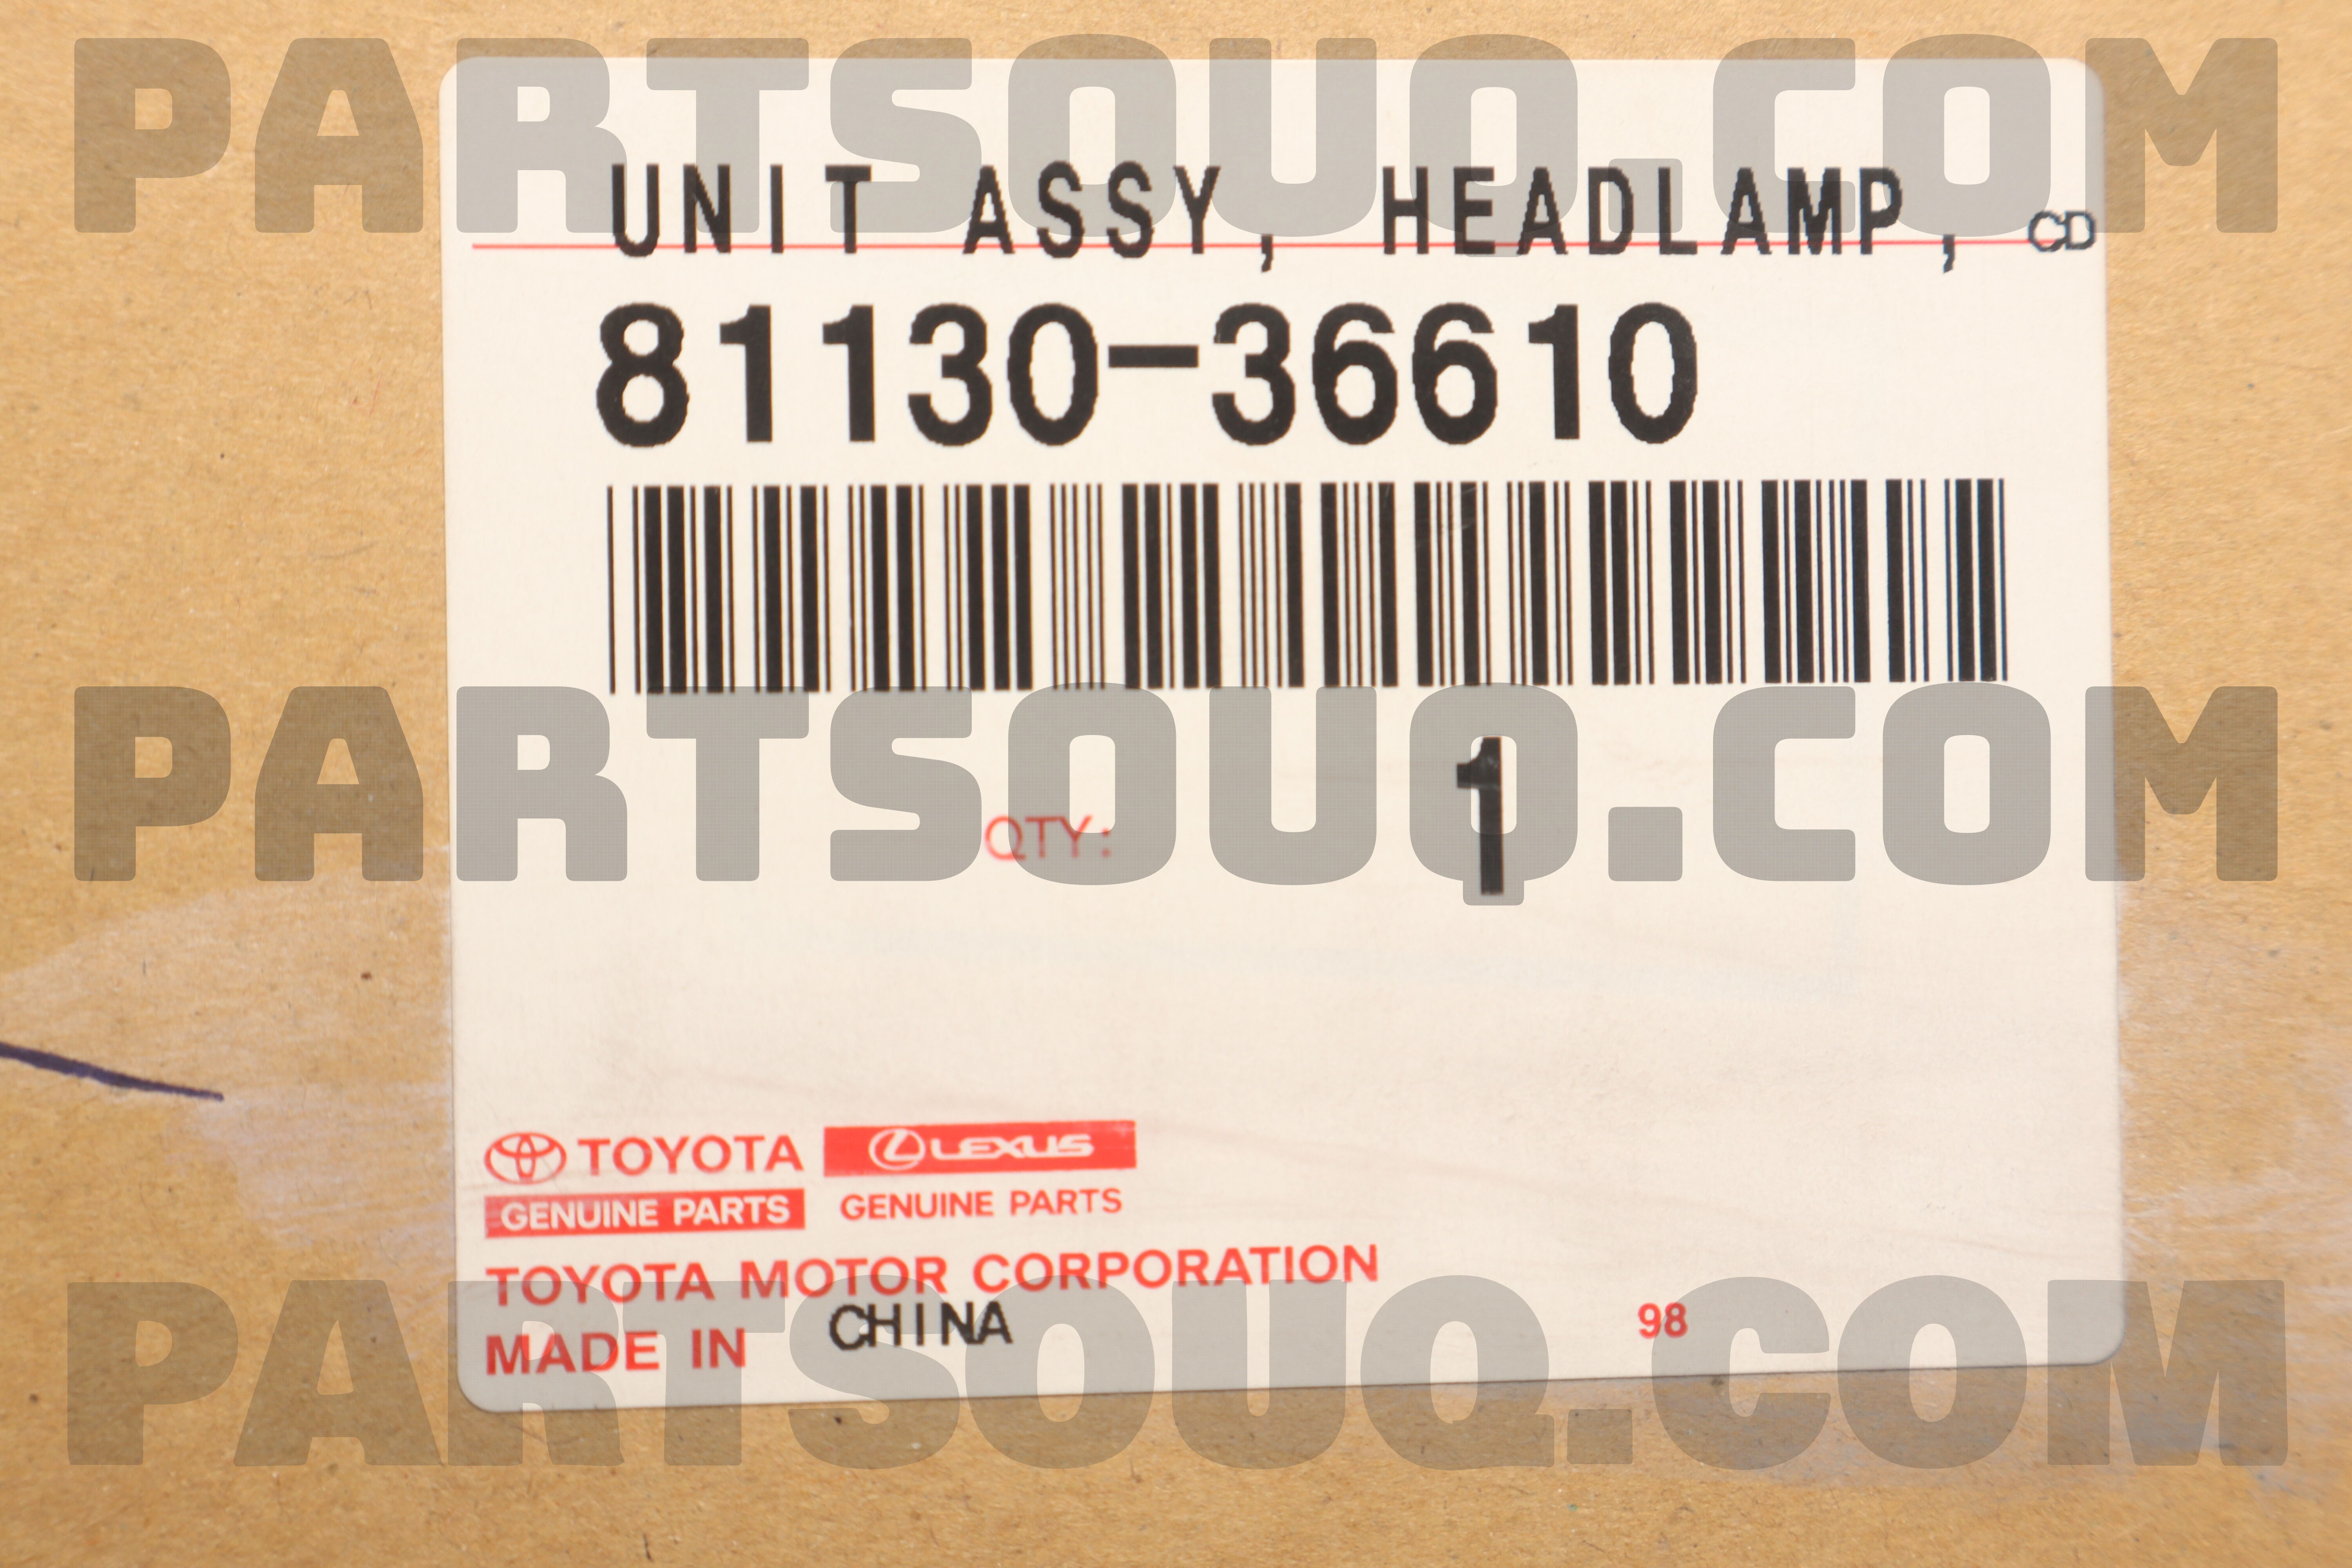 PARTSOUQ.COM
UNIT ASSY, HEADLAMP, CD
81130-36610
PARTSOUQ.COM
QTY: 1
TOYOTA LEXUS
GENUINE PARTS GENUINE PARTS
TOYOTA MOTOR CORPORATION
MADE IN CHINA 98
PARTSOUQ.COM